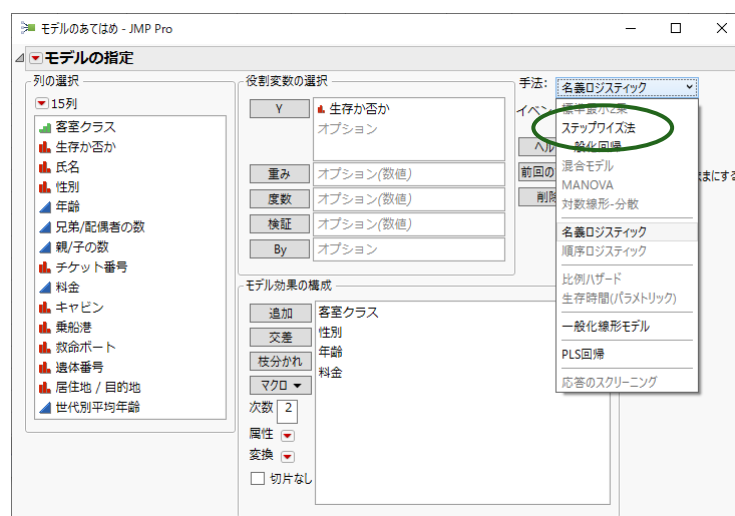 モデルのあてはめ - JMP Pro
モデルの指定
列の選択
15列
客室クラス
生存か否か
氏名
性別
年齢
兄弟/配偶者の数
親/子の数
チケット番号
料金
キャビン
乗船港
救命ボート
遺体番号
居住地 / 目的地
世代別平均年齢
役割変数の選択
Y
生存か否か
オプション
重み
オプション(数値)
度数
オプション(数値)
検証
オプション(数値)
By
オプション
モデル効果の構成
追加
交差
枝分かれ
マクロ
次数 2
属性
変換
切片なし
客室クラス
性別
年齢
料金
手法: 名義ロジスティック
イベン
ヘル
前回の
削除
ままにする
標準最小2乗
ステップワイズ法
一般化回帰
混合モデル
MANOVA
対数線形-分散
名義ロジスティック
順序ロジスティック
比例ハザード
生存時間(パラメトリック)
一般化線形モデル
PLS回帰
応答のスクリーニング